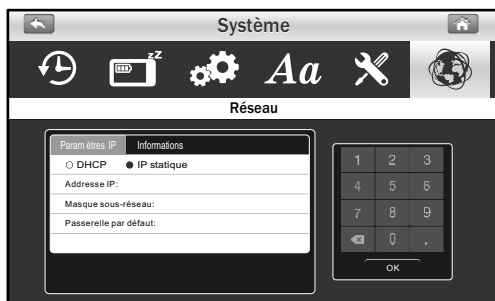 Système
zZ
Aa
Réseau
Param ètres IP Informations
DHCP IP statique
Addresse IP:
Masque sous-réseau:
Passerelle par défaut:
1 2 3
4 5 6
7 8 9
0 .
OK